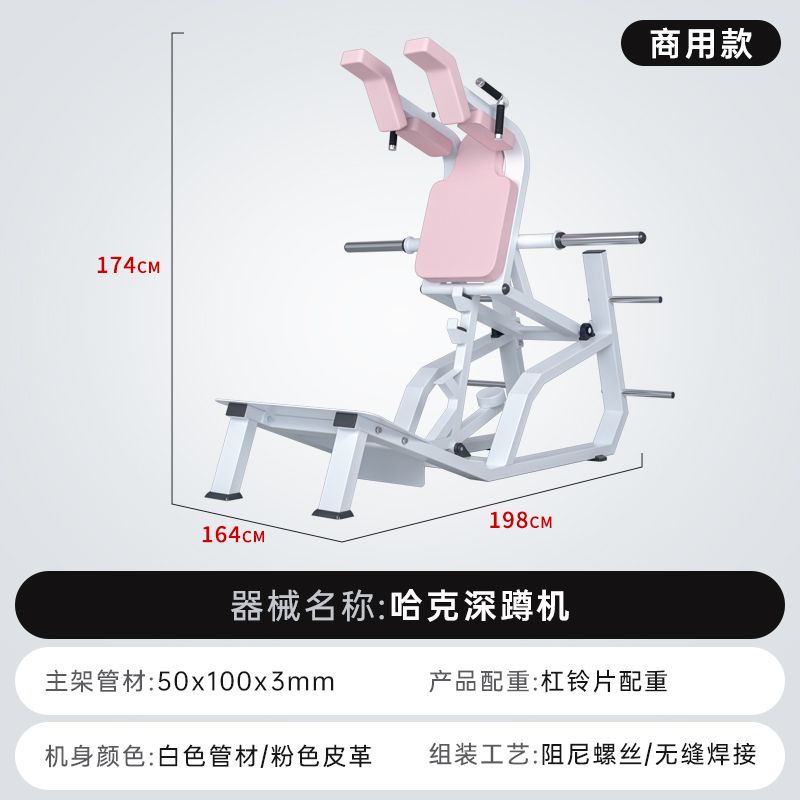 商用款
174CM
198CM
164CM
器械名称:哈克深蹲机
主架管材:50x100x3mm
产品配重:杠铃片配重
机身颜色:白色管材/粉色皮革
组装工艺:阻尼螺丝/无缝焊接